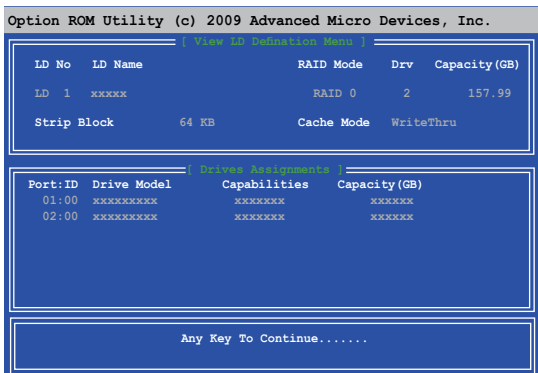 Option ROM Utility (c) 2009 Advanced Micro Devices, Inc.
[ View LD Defination Menu ]
LD No LD Name RAID Mode Drv Capacity(GB)
LD 1 xxxxx RAID 0 2 157.99
Strip Block 64 KB Cache Mode WriteThru
[ Drives Assignments ]
Port:ID Drive Model Capabilities Capacity(GB)
01:00 xxxxxxxxx xxxxxxx xxxxxx
02:00 xxxxxxxxx xxxxxxx xxxxxx
Any Key To Continue.......